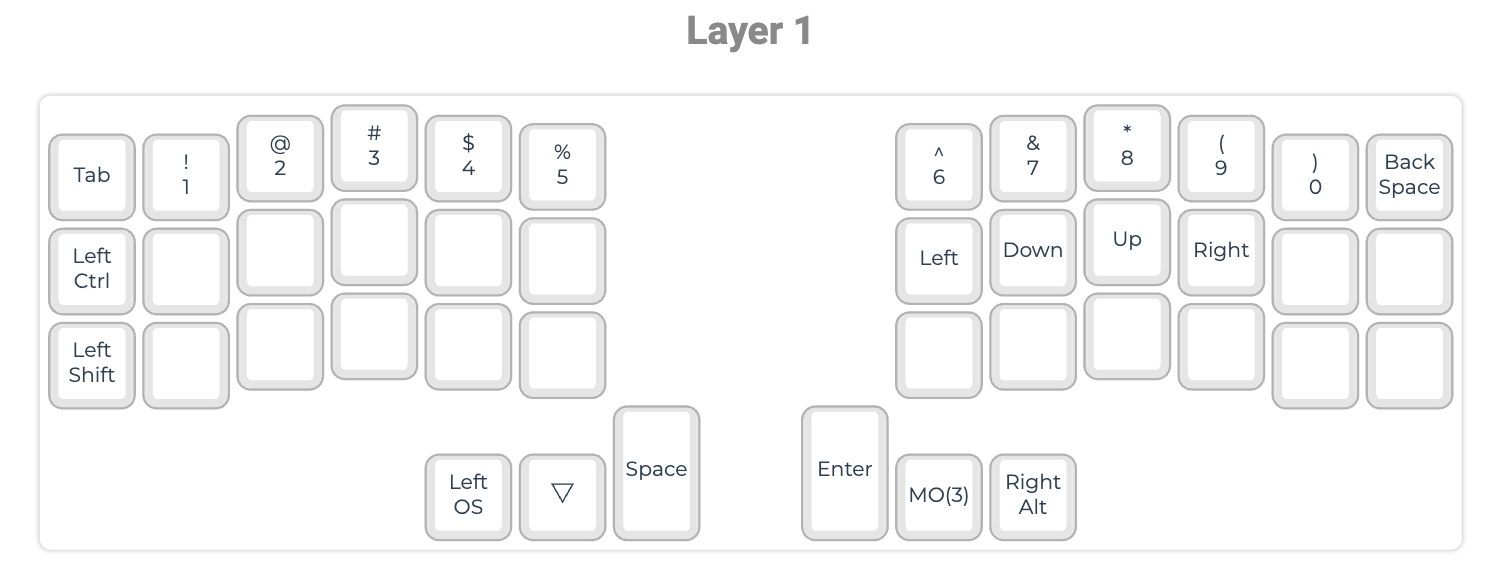 Layer 1
Tab
!
1
@
2
#
3
$
4
%
5
^
6
&
7
*
8
(
9
)
0
Back
Space
Left
Ctrl
Left
Down
Up
Right
Left
Shift
Left
OS
▽
Space
Enter
MO(3)
Right
Alt